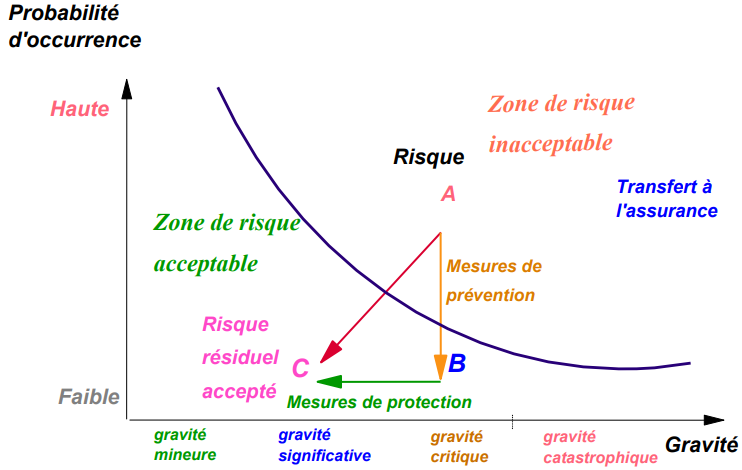 Probabilité
d'occurrence
Haute
Zone de risque
inacceptable
Risque
A
Transfert à
l'assurance
Zone de risque
acceptable
Mesures de
prévention
Risque
résiduel
accepté
C
B
Faible
Mesures de protection
gravité
mineure
gravité
significative
gravité
critique
gravité
catastrophique
Gravité